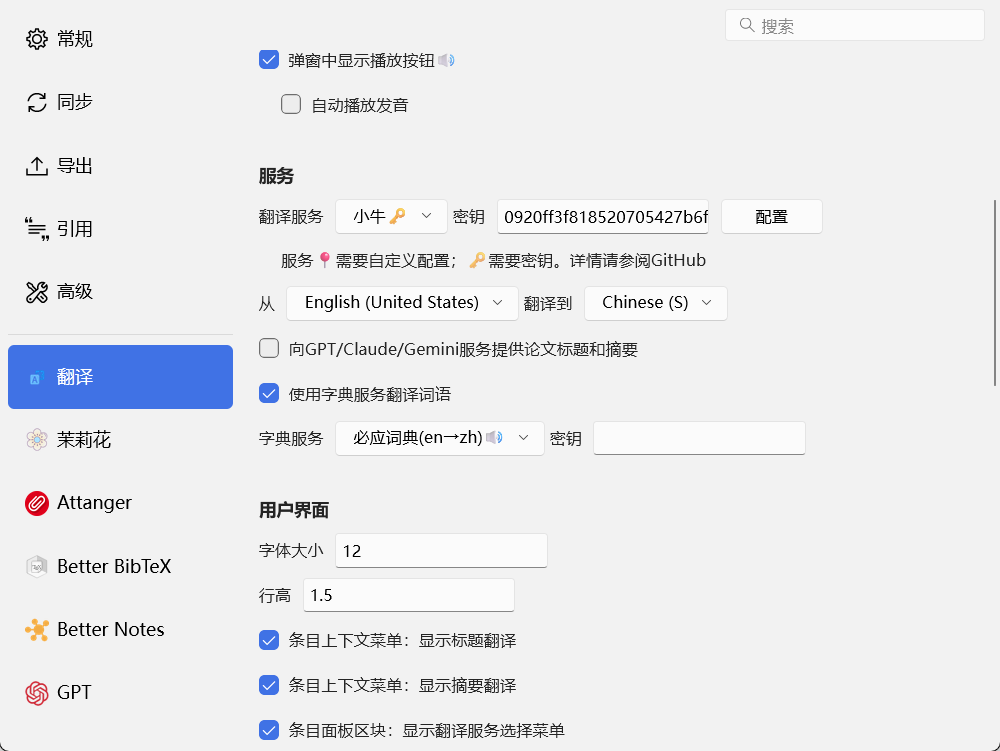 常规
同步
导出
引用
高级
翻译
茉莉花
Attanger
Better BibTeX
Better Notes
GPT
搜索
弹窗中显示播放按钮🔊
自动播放发音
服务
翻译服务 小牛🔑 密钥 0920ff3f818520705427b6f 配置
服务📍需要自定义配置；🔑需要密钥。详情请参阅GitHub
从 English (United States) 翻译到 Chinese (S)
向GPT/Claude/Gemini服务提供论文标题和摘要
使用字典服务翻译词语
字典服务 必应词典(en→zh)🔊 密钥
用户界面
字体大小 12
行高 1.5
条目上下文菜单：显示标题翻译
条目上下文菜单：显示摘要翻译
条目面板区块：显示翻译服务选择菜单